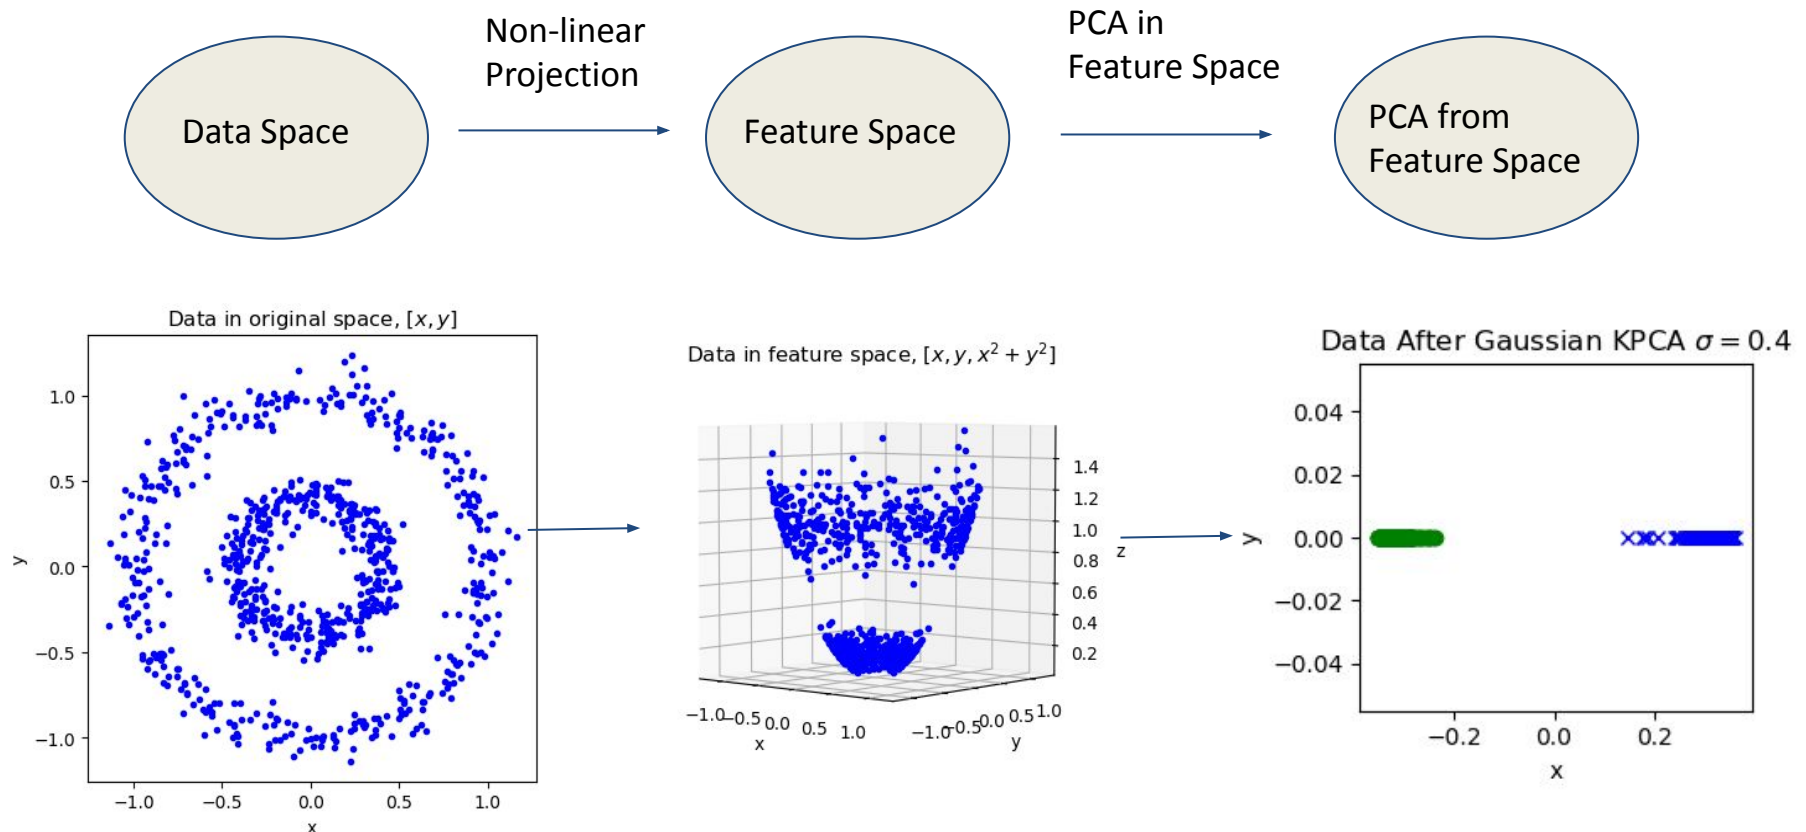 Non-linear
Projection
PCA in
Feature Space
Data Space
Feature Space
PCA from
Feature Space
Data in original space, [x, y]
1.0
0.5
0.0
−0.5
−1.0
y
−1.0 −0.5 0.0 0.5 1.0
x
Data in feature space, [x, y, x² + y²]
1.4
1.2
1.0
0.8
0.6
0.4
0.2
z
−1.0 −0.5 0.0 0.5 1.0
x
−1.0 −0.5 0.0 0.5 1.0
y
Data After Gaussian KPCA σ = 0.4
0.04
0.02
0.00
−0.02
−0.04
y
−0.2 0.0 0.2
x